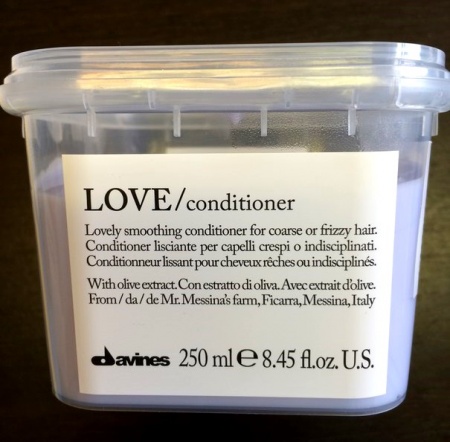 LOVE/conditioner
Lovely smoothing conditioner for coarse or frizzy hair.
Conditioner lisciante per capelli crespi o indisciplinati.
Conditionneur lissant pour cheveux rêches ou indisciplinés.
With olive extract. Con estratto di oliva. Avec extrait d'olive.
From / da / de Mr. Messina's farm, Ficarra, Messina, Italy
davines 250 ml ℮ 8.45 fl.oz. U.S.